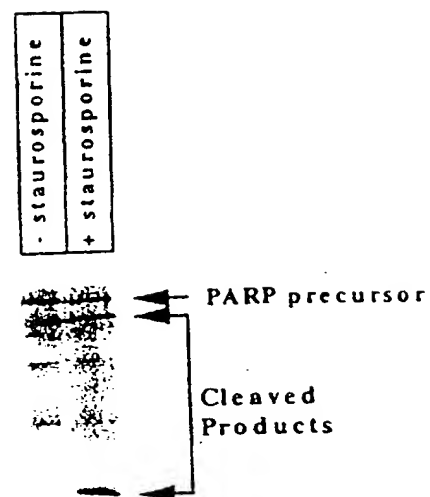 - staurosporine
+ staurosporine
PARP precursor
Cleaved
Products